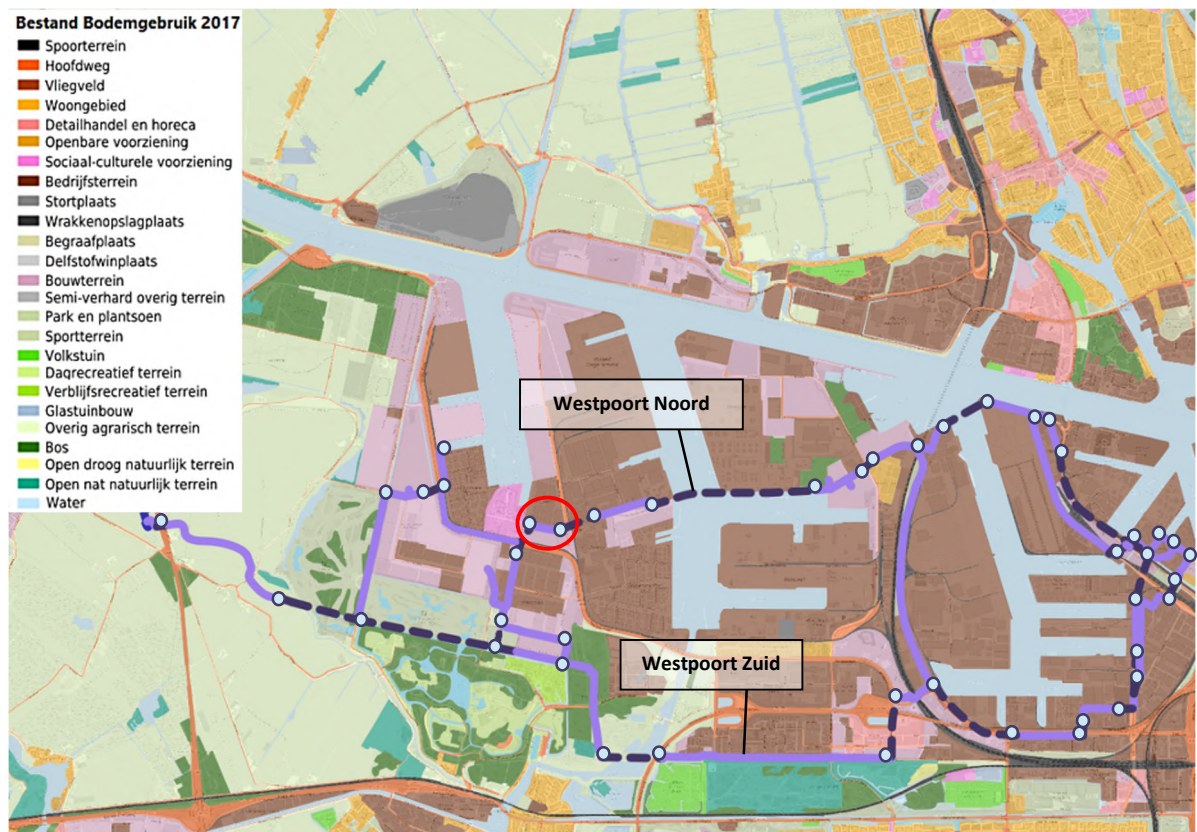 Bestand Bodemgebruik 2017
Spoorterrein
Hoofdweg
Vliegveld
Woongebied
Detailhandel en horeca
Openbare voorziening
Sociaal-culturele voorziening
Bedrijfsterrein
Stortplaats
Wrakkenopslagplaats
Begraafplaats
Delfstofwinplaats
Bouwterrein
Semi-verhard overig terrein
Park en plantsoen
Sportterrein
Volkstuin
Dagrecreatief terrein
Verblijfsrecreatief terrein
Glastuinbouw
Overig agrarisch terrein
Bos
Open droog natuurlijk terrein
Open nat natuurlijk terrein
Water
Westpoort Noord
Westpoort Zuid